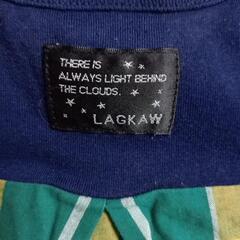 THERE IS
ALWAYS LIGHT BEHIND
THE CLOUDS.
LAGKAW